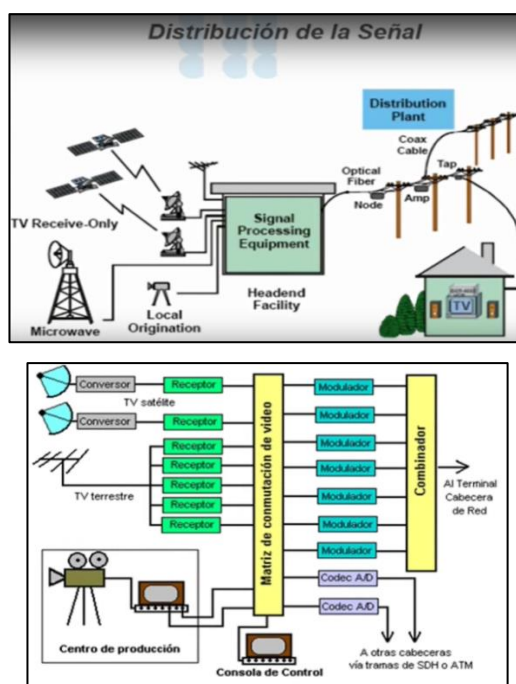 Distribución de la Señal
Distribution
Plant
Coax
Cable
Tap
Optical
Fiber
Node
Amp
TV Receive-Only
Signal
Processing
Equipment
TV
Microwave
Local
Origination
Headend
Facility
Conversor
Receptor
TV satélite
Conversor
Receptor
Receptor
Receptor
Receptor
Receptor
Receptor
TV terrestre
Matriz de conmutación de vídeo
Modulador
Modulador
Modulador
Modulador
Modulador
Modulador
Modulador
Combinador
Al Terminal
Cabecera
de Red
Codec A/D
Codec A/D
Centro de producción
Consola de Control
A otras cabeceras
vía tramas de SDH o ATM